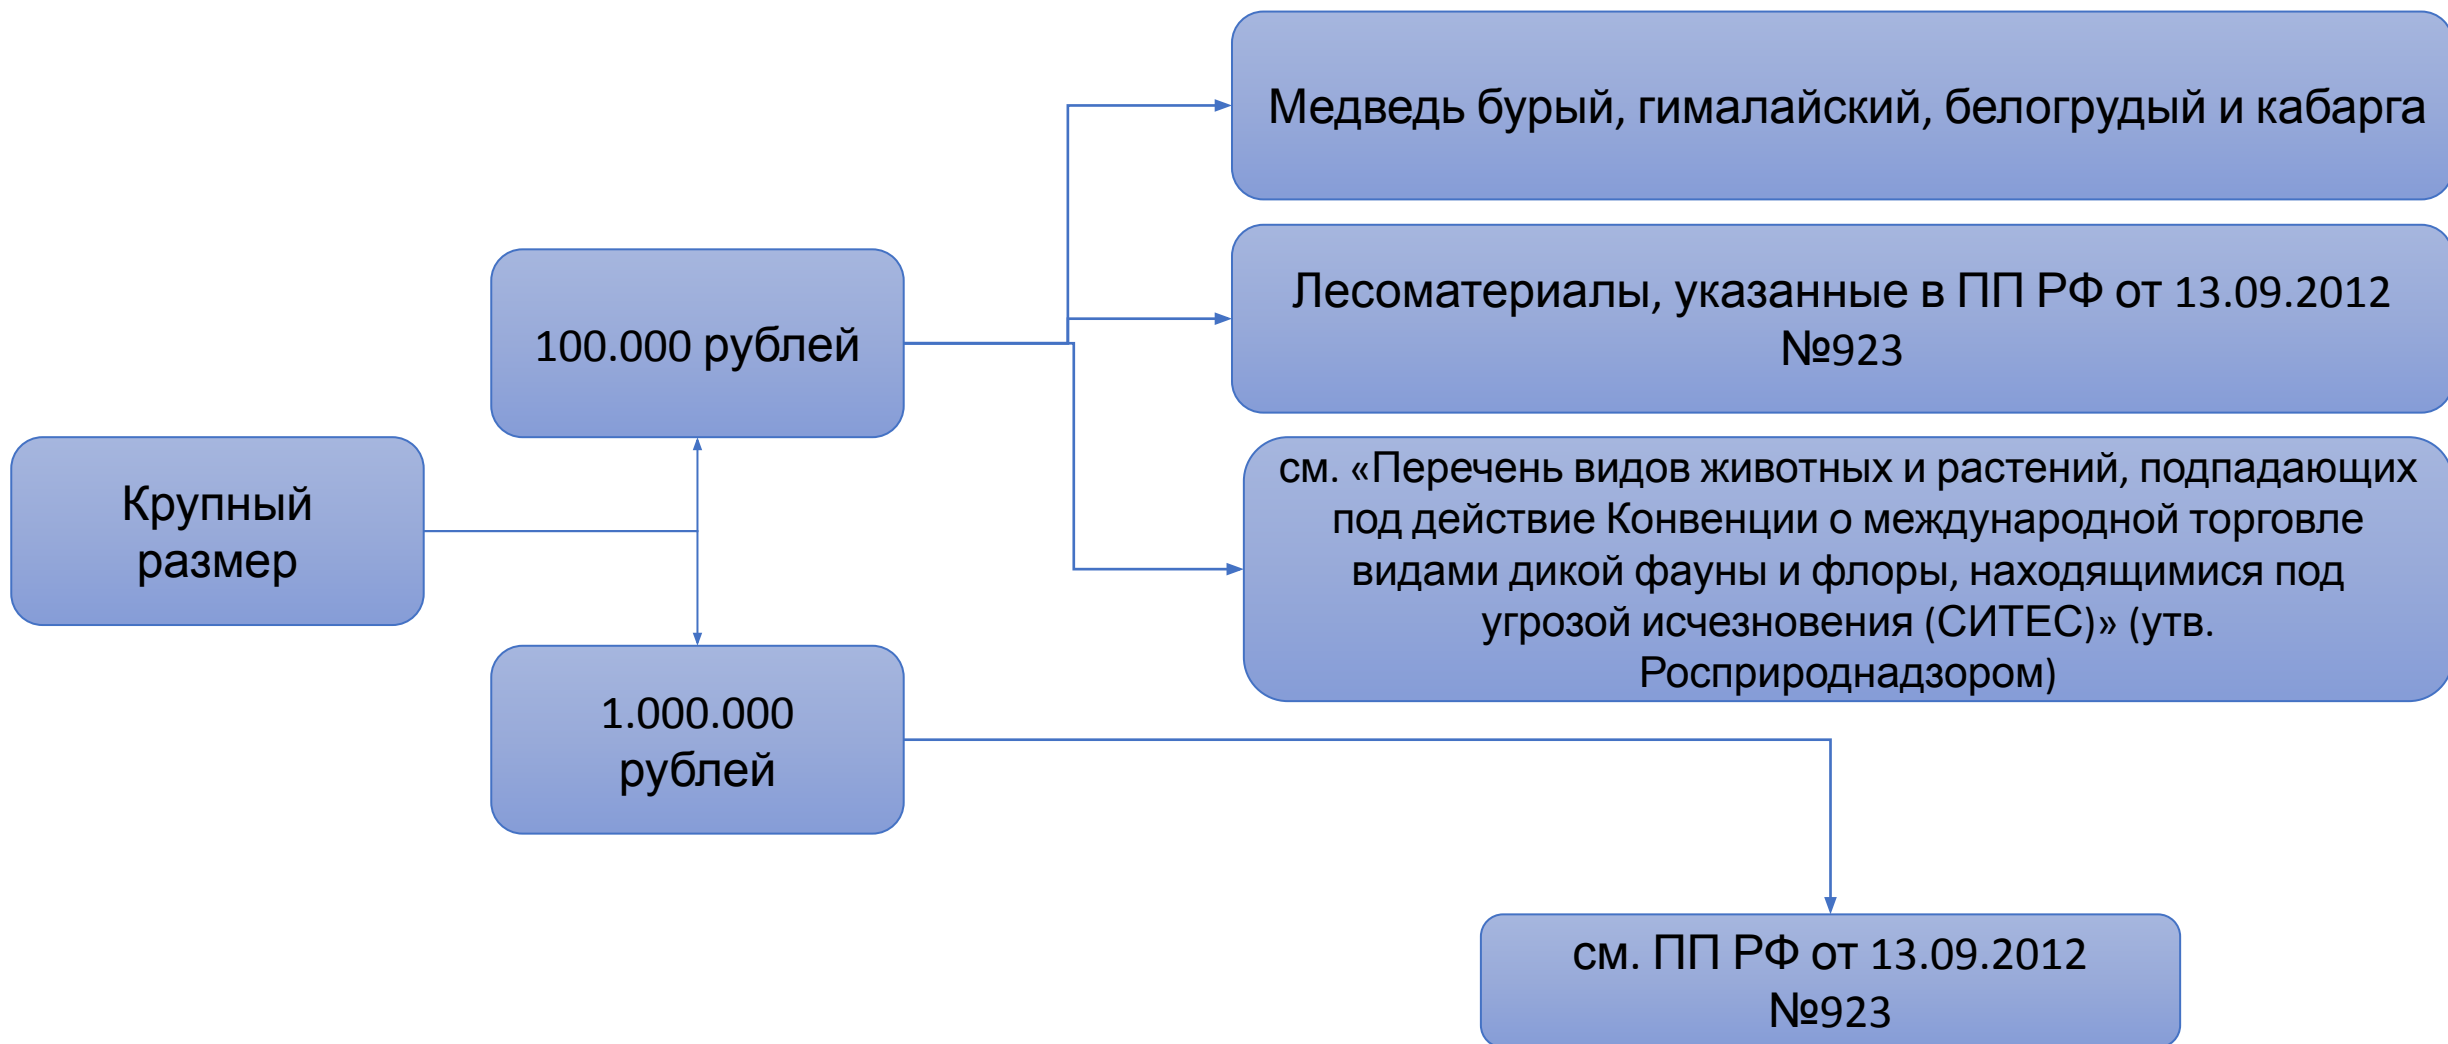 Медведь бурый, гималайский, белогрудый и кабарга
Лесоматериалы, указанные в ПП РФ от 13.09.2012
№923
100.000 рублей
Крупный
размер
см. «Перечень видов животных и растений, подпадающих
под действие Конвенции о международной торговле
видами дикой фауны и флоры, находящимися под
угрозой исчезновения (СИТЕС)» (утв.
Росприроднадзором)
1.000.000
рублей
см. ПП РФ от 13.09.2012
№923